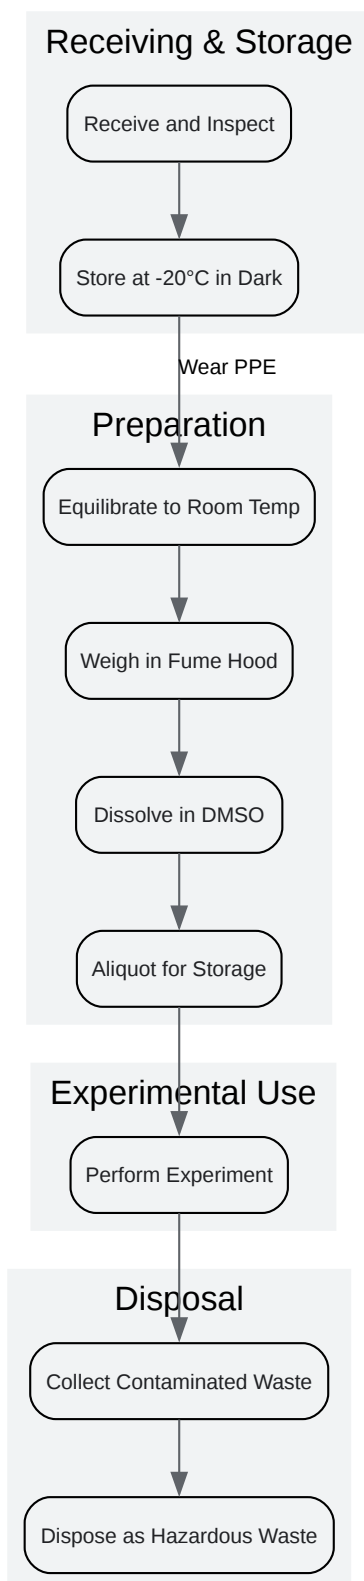 Receiving & Storage
Receive and Inspect
Store at -20°C in Dark
Wear PPE
Preparation
Equilibrate to Room Temp
Weigh in Fume Hood
Dissolve in DMSO
Aliquot for Storage
Experimental Use
Perform Experiment
Disposal
Collect Contaminated Waste
Dispose as Hazardous Waste